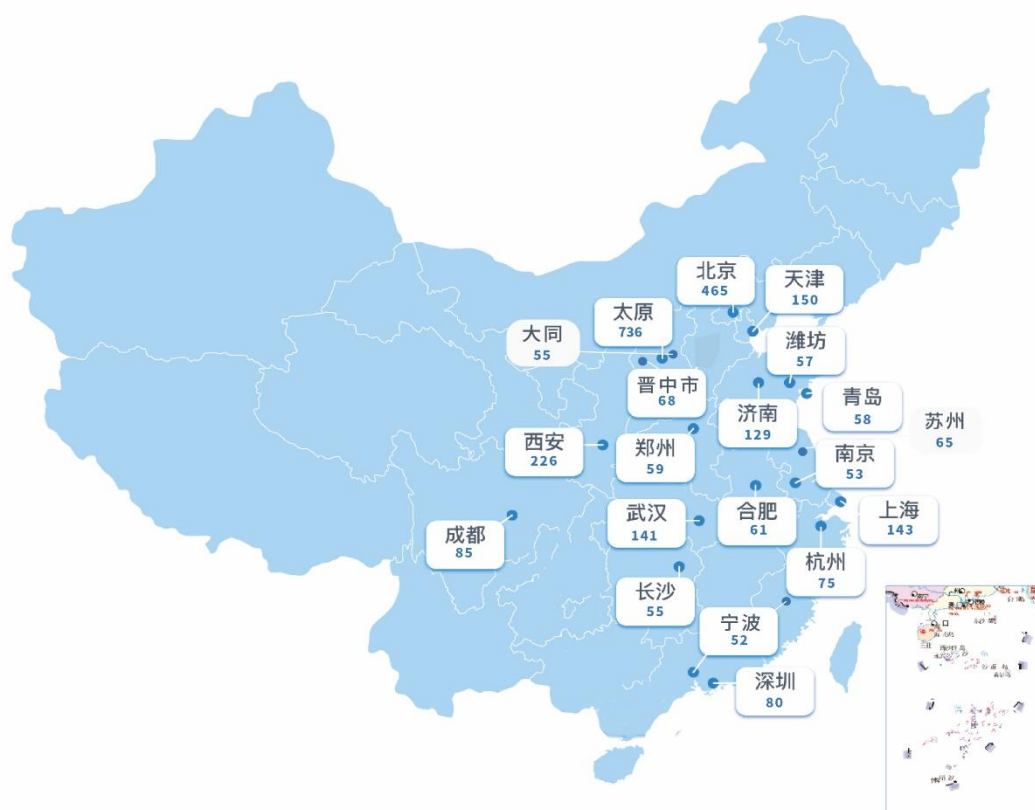 北京
465
天津
150
太原
736
大同
55
潍坊
57
晋中市
68
青岛
58
济南
129
苏州
65
西安
226
郑州
59
南京
53
武汉
141
合肥
61
上海
143
成都
85
杭州
75
长沙
55
宁波
52
深圳
80